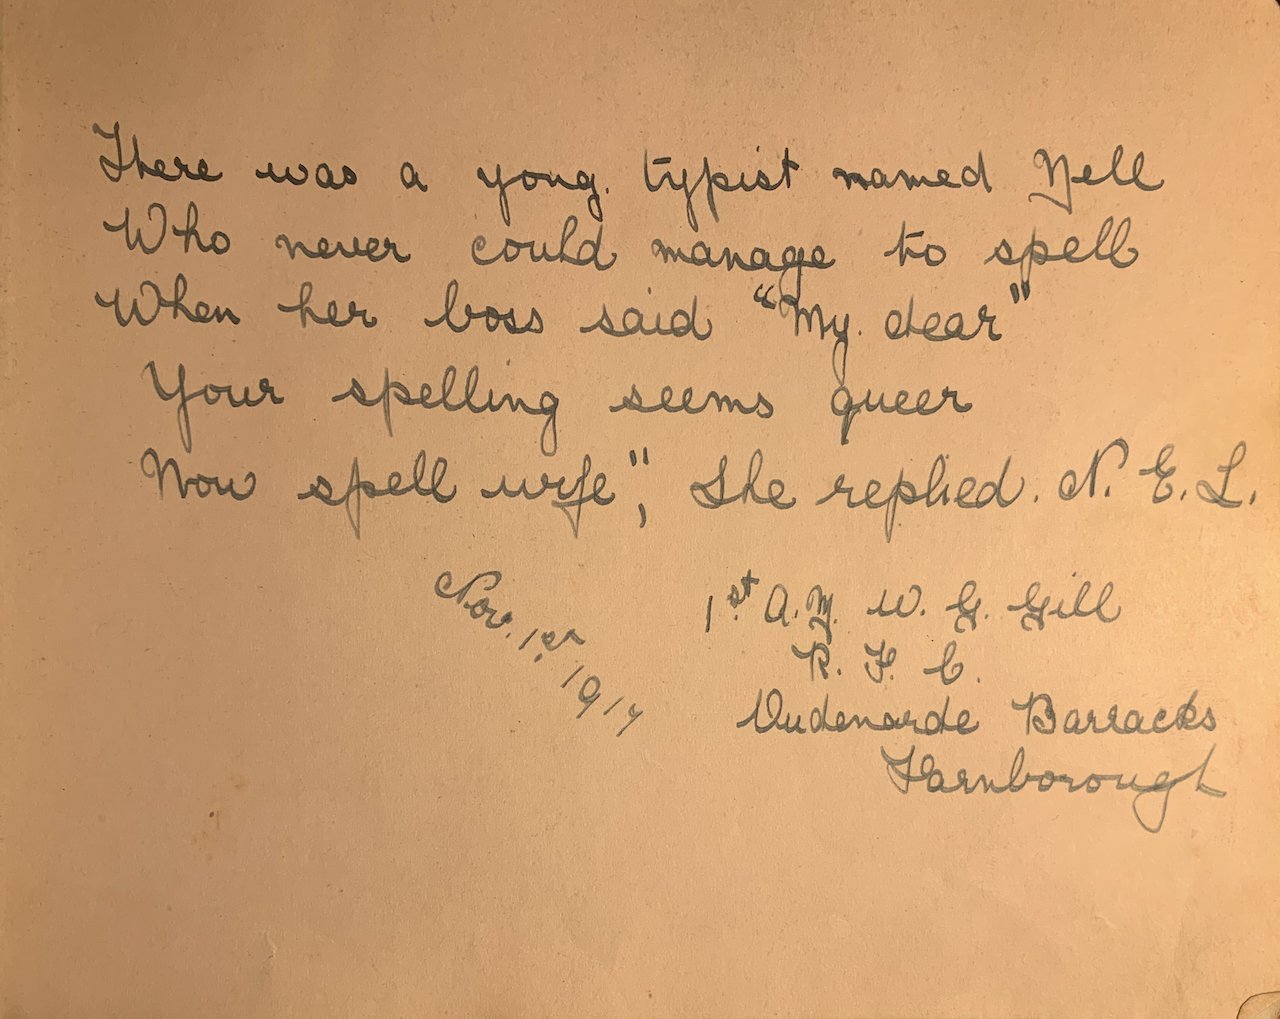 There was a yong. typist named Nell
Who never could manage to spell
When her boss said "My. dear"
Your spelling seems queer
Now spell wife", She replied. N. E. L.
Nov. 1st. 1917
1st A.M. W. G. Gill
R. F. C.
Oudenarde Barracks
Farnborough